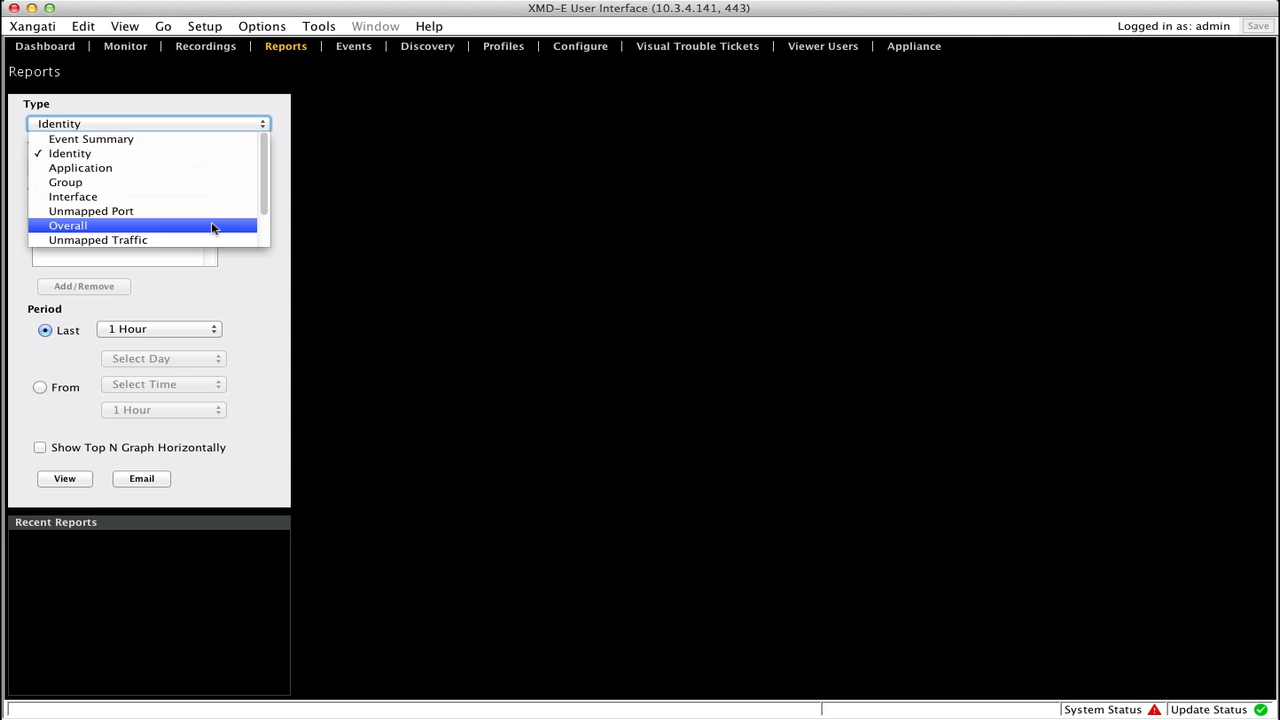 XMD-E User Interface (10.3.4.141, 443)
Xangati Edit View Go Setup Options Tools Window Help Logged in as: admin Save
Dashboard | Monitor | Recordings | Reports | Events | Discovery | Profiles | Configure | Visual Trouble Tickets | Viewer Users | Appliance
Reports
Type
Identity
Event Summary
✓ Identity
Application
Group
Interface
Unmapped Port
Overall
Unmapped Traffic
Add/Remove
Period
Last 1 Hour
Select Day
From Select Time
1 Hour
Show Top N Graph Horizontally
View Email
Recent Reports
System Status Update Status